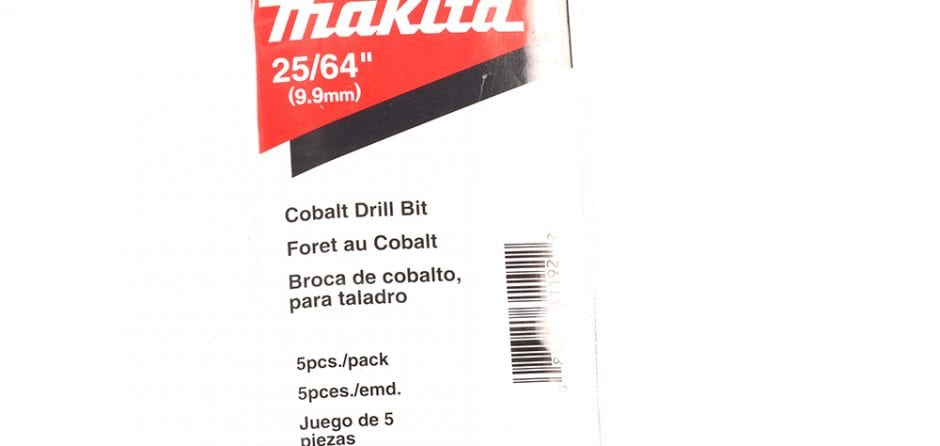 makita
25/64"
(9.9mm)
Cobalt Drill Bit
Foret au Cobalt
Broca de cobalto,
para taladro
5pcs./pack
5pces./emd.
Juego de 5
piezas